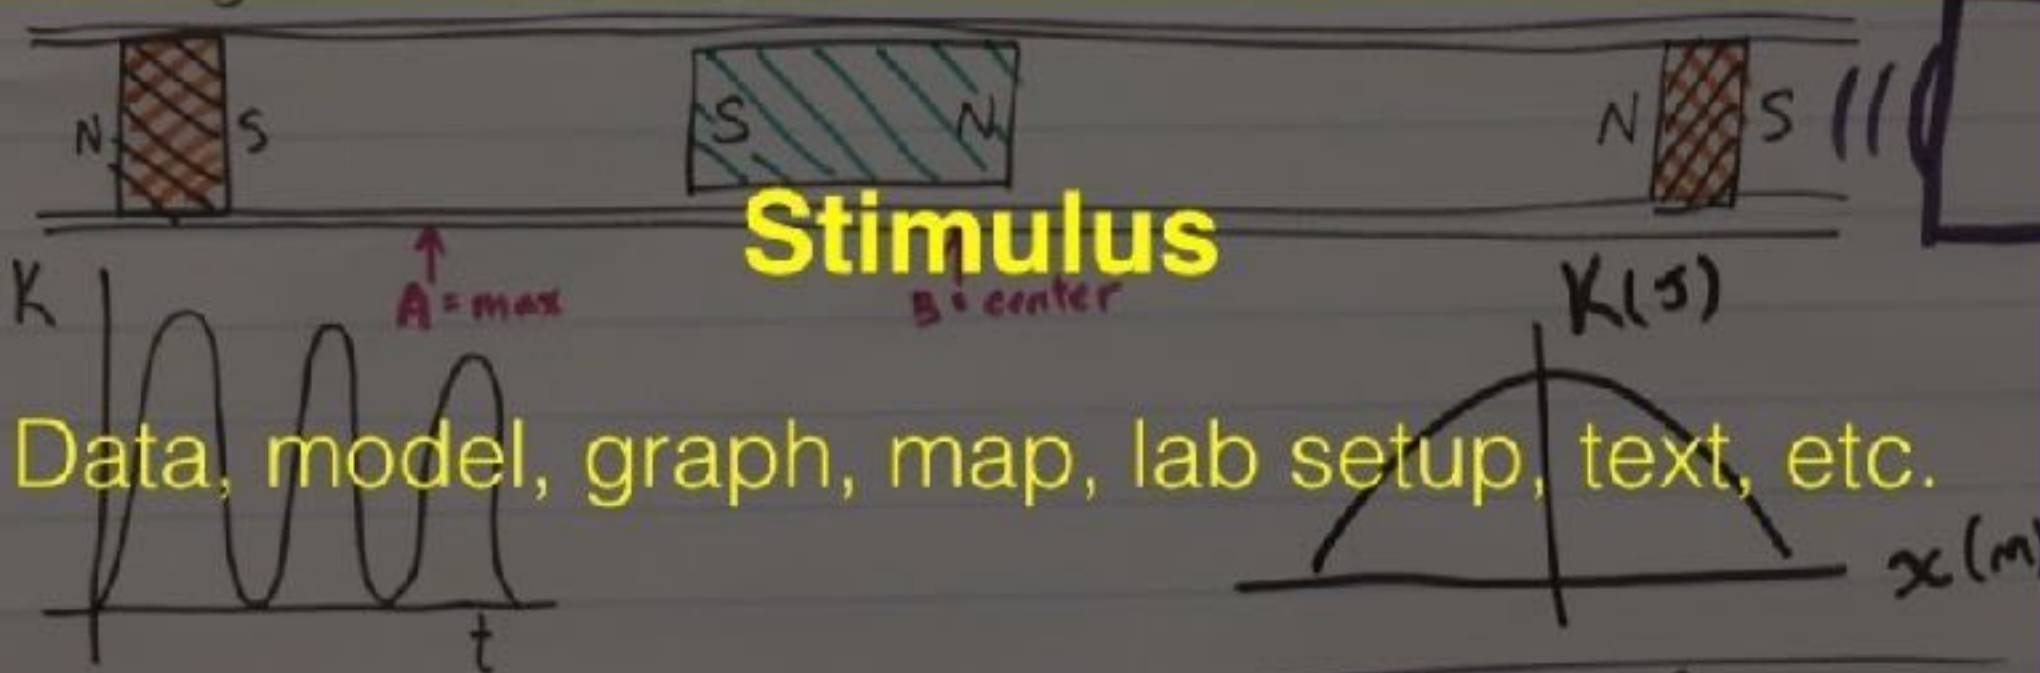 N S S N N S
Stimulus
A = max B = center
K K(J)
Data, model, graph, map, lab setup, text, etc.
x(m)
t